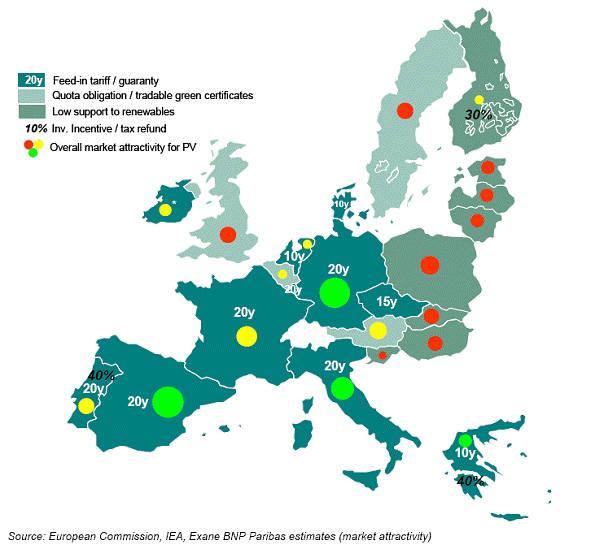 20y Feed-in tariff / guaranty
Quota obligation / tradable green certificates
Low support to renewables
10% Inv. Incentive / tax refund
Overall market attractivity for PV
30%
*
10y
10y
20y
20y
15y
20y
20y
40%
20y
20y
10y
40%
Source: European Commission, IEA, Exane BNP Paribas estimates (market attractivity)